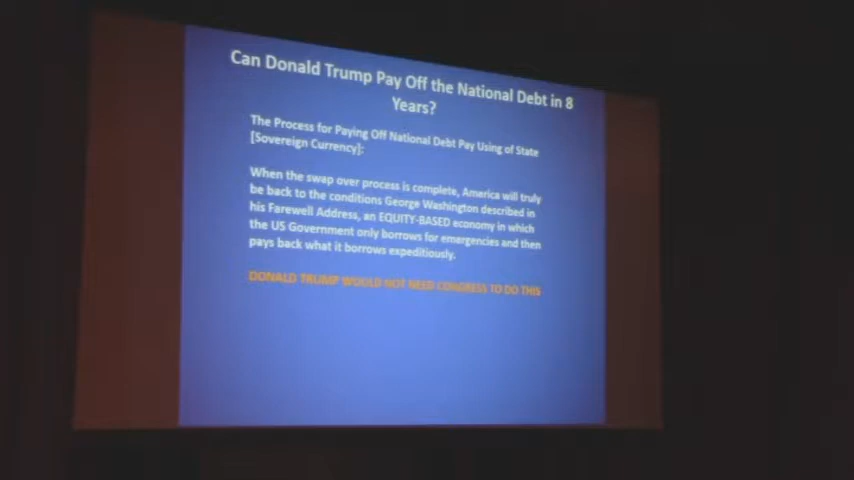 Can Donald Trump Pay Off the National Debt in 8
Years?
The Process for Paying Off National Debt Pay Using of State
[Sovereign Currency]:
When the swap over process is complete, America will truly
be back to the conditions George Washington described in
his Farewell Address, an EQUITY-BASED economy in which
the US Government only borrows for emergencies and then
pays back what it borrows expeditiously.
DONALD TRUMP WOULD NOT NEED CONGRESS TO DO THIS